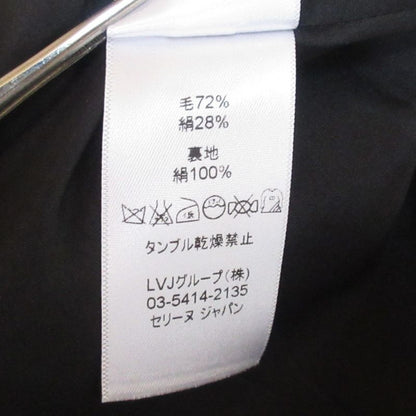 毛72%
絹28%
裏地
絹100%
タンブル乾燥禁止
LVJグループ(株)
03-5414-2135
セリーヌ ジャパン